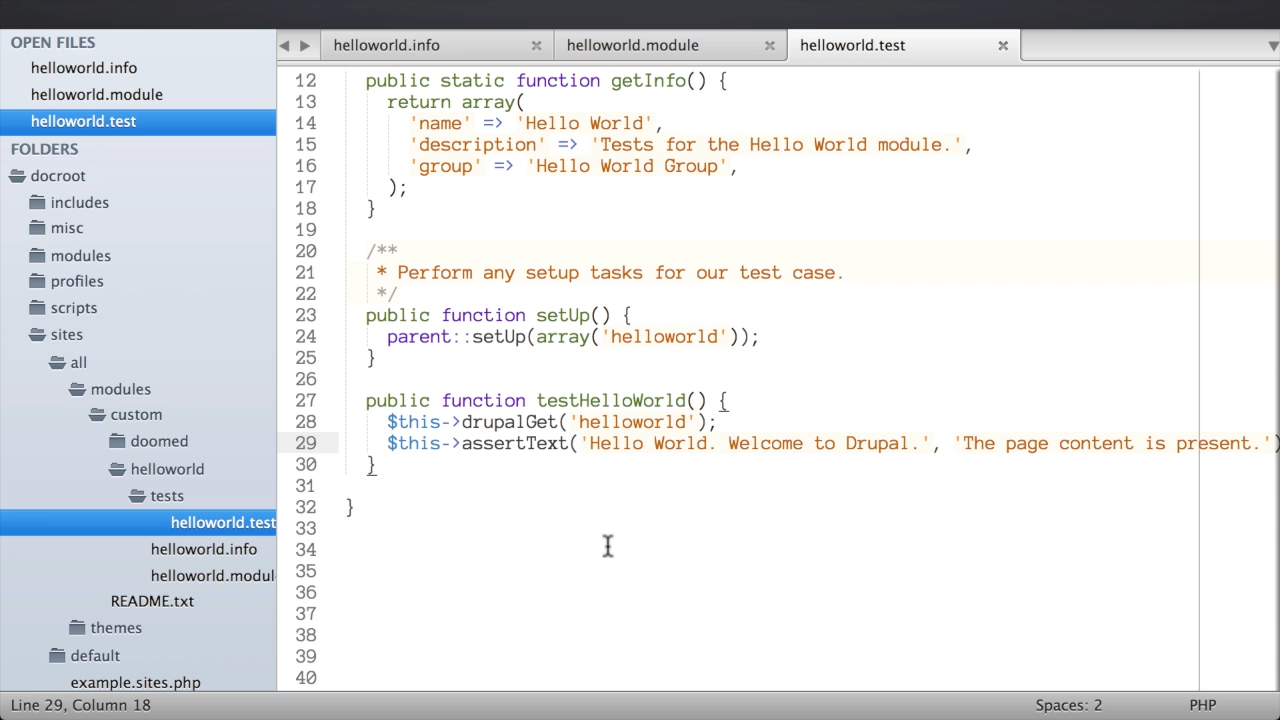 OPEN FILES
helloworld.info
helloworld.module
helloworld.test
FOLDERS
docroot
includes
misc
modules
profiles
scripts
sites
all
modules
custom
doomed
helloworld
tests
helloworld.test
helloworld.info
helloworld.modul
README.txt
themes
default
example.sites.php
helloworld.info
helloworld.module
helloworld.test
12 public static function getInfo() {
13 return array(
14 'name' => 'Hello World',
15 'description' => 'Tests for the Hello World module.',
16 'group' => 'Hello World Group',
17 );
18 }
19
20 /**
21 * Perform any setup tasks for our test case.
22 */
23 public function setUp() {
24 parent::setUp(array('helloworld'));
25 }
26
27 public function testHelloWorld() {
28 $this->drupalGet('helloworld');
29 $this->assertText('Hello World. Welcome to Drupal.', 'The page content is present.')
30 }
31
32 }
33
34
35
36
37
38
39
40
Line 29, Column 18
Spaces: 2
PHP